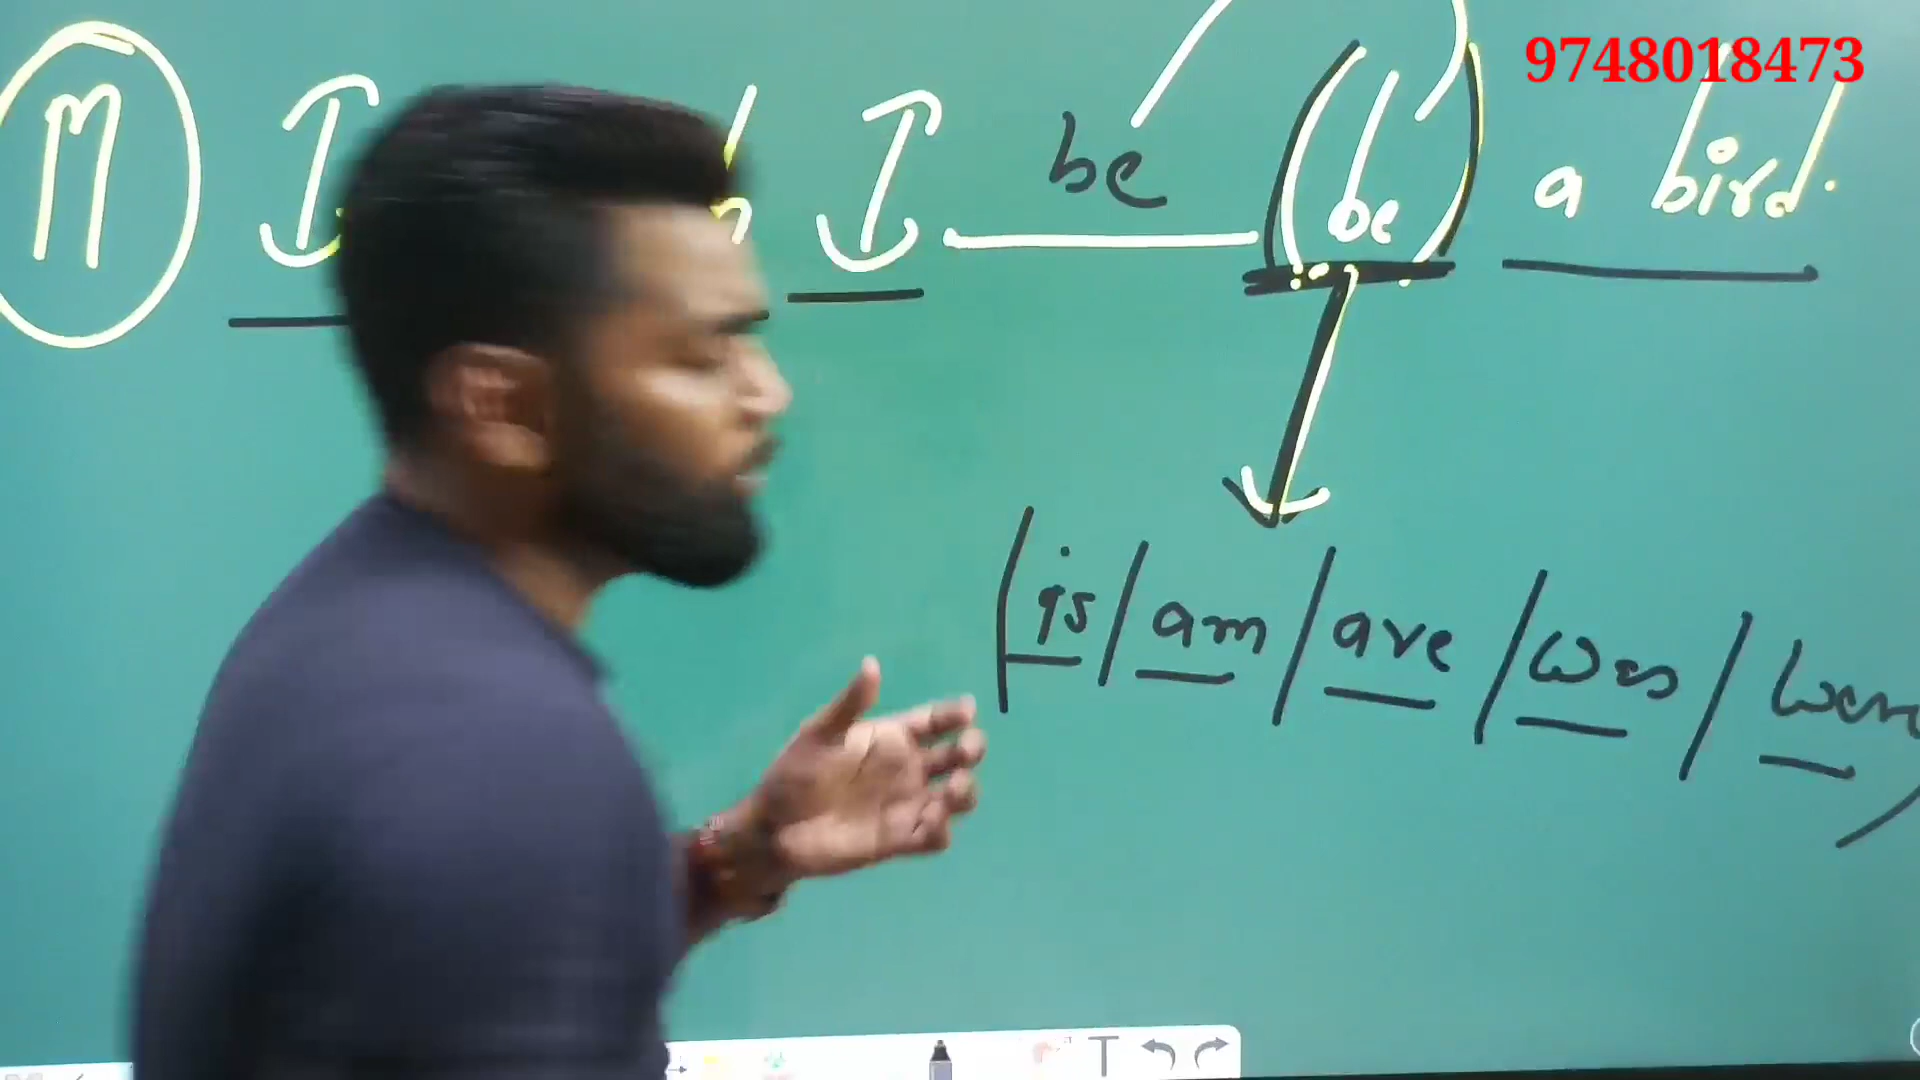 9748018473
M I h I be (be) a bird.
(is/am/are/was/were)
T